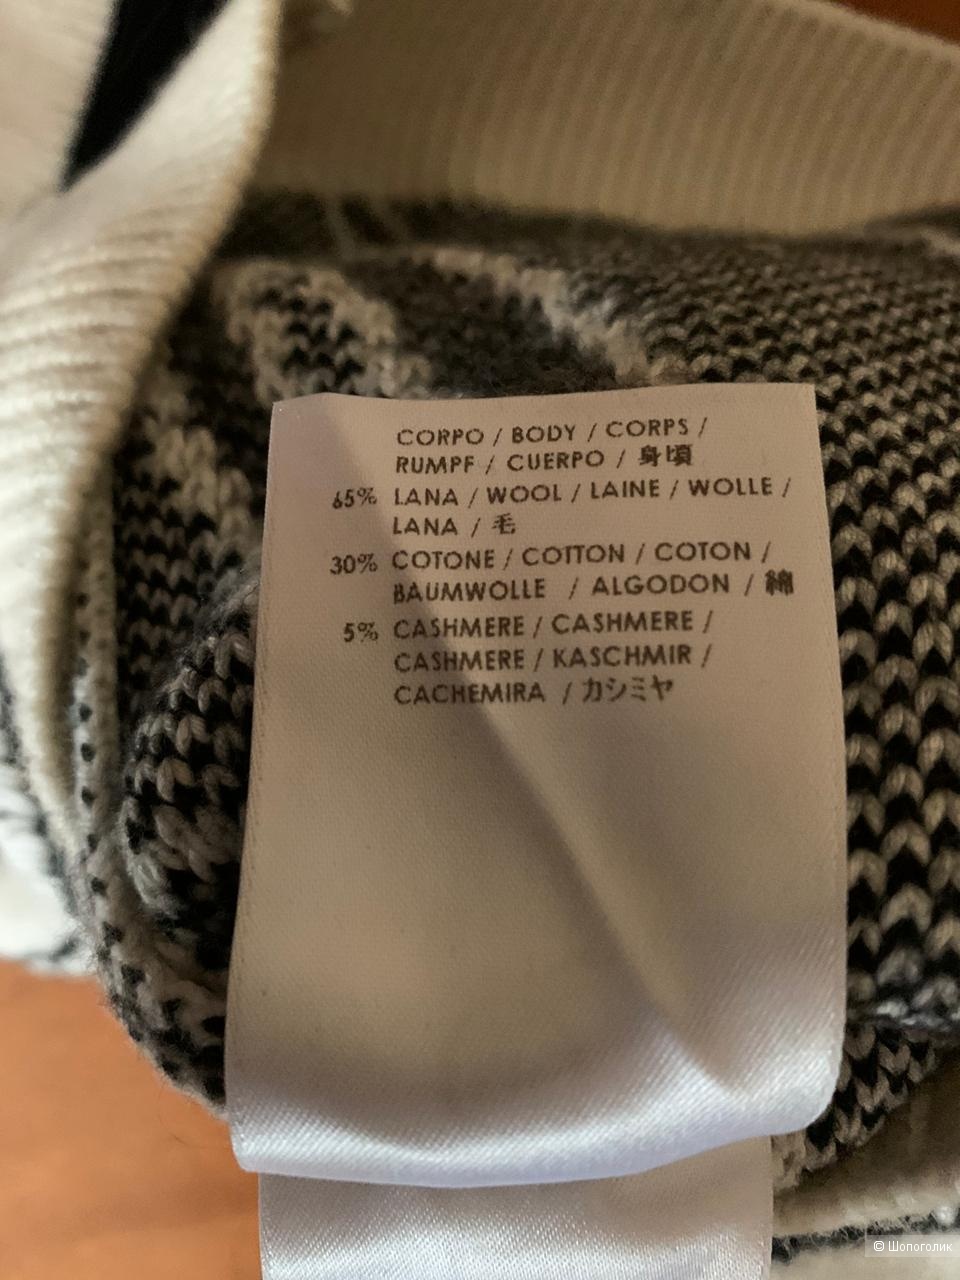 CORPO / BODY / CORPS /
RUMPF / CUERPO / 身頃
65% LANA / WOOL / LAINE / WOLLE /
LANA / 毛
30% COTONE / COTTON / COTON /
BAUMWOLLE / ALGODON / 綿
5% CASHMERE / CASHMERE /
CASHMERE / KASCHMIR /
CACHEMIRA / カシミヤ
© Шопоголик